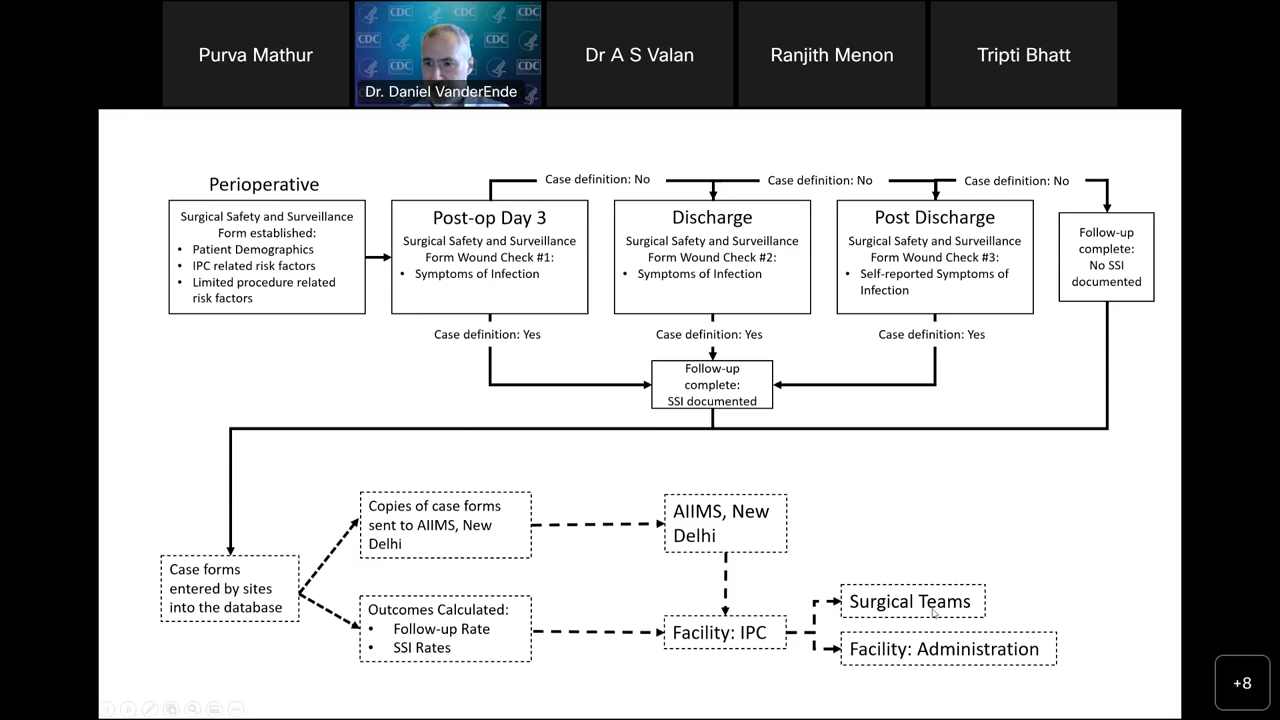 Purva Mathur
CDC
CDC
CDC
CDC
Dr. Daniel VanderEnde
Dr A S Valan
Ranjith Menon
Tripti Bhatt
Perioperative
Surgical Safety and Surveillance
Form established:
• Patient Demographics
• IPC related risk factors
• Limited procedure related
risk factors
Case definition: No
Case definition: No
Case definition: No
Post-op Day 3
Surgical Safety and Surveillance
Form Wound Check #1:
• Symptoms of Infection
Discharge
Surgical Safety and Surveillance
Form Wound Check #2:
• Symptoms of Infection
Post Discharge
Surgical Safety and Surveillance
Form Wound Check #3:
• Self-reported Symptoms of
Infection
Follow-up
complete:
No SSI
documented
Case definition: Yes
Case definition: Yes
Case definition: Yes
Follow-up
complete:
SSI documented
Case forms
entered by sites
into the database
Copies of case forms
sent to AIIMS, New
Delhi
AIIMS, New
Delhi
Outcomes Calculated:
• Follow-up Rate
• SSI Rates
Facility: IPC
Surgical Teams
Facility: Administration
+8